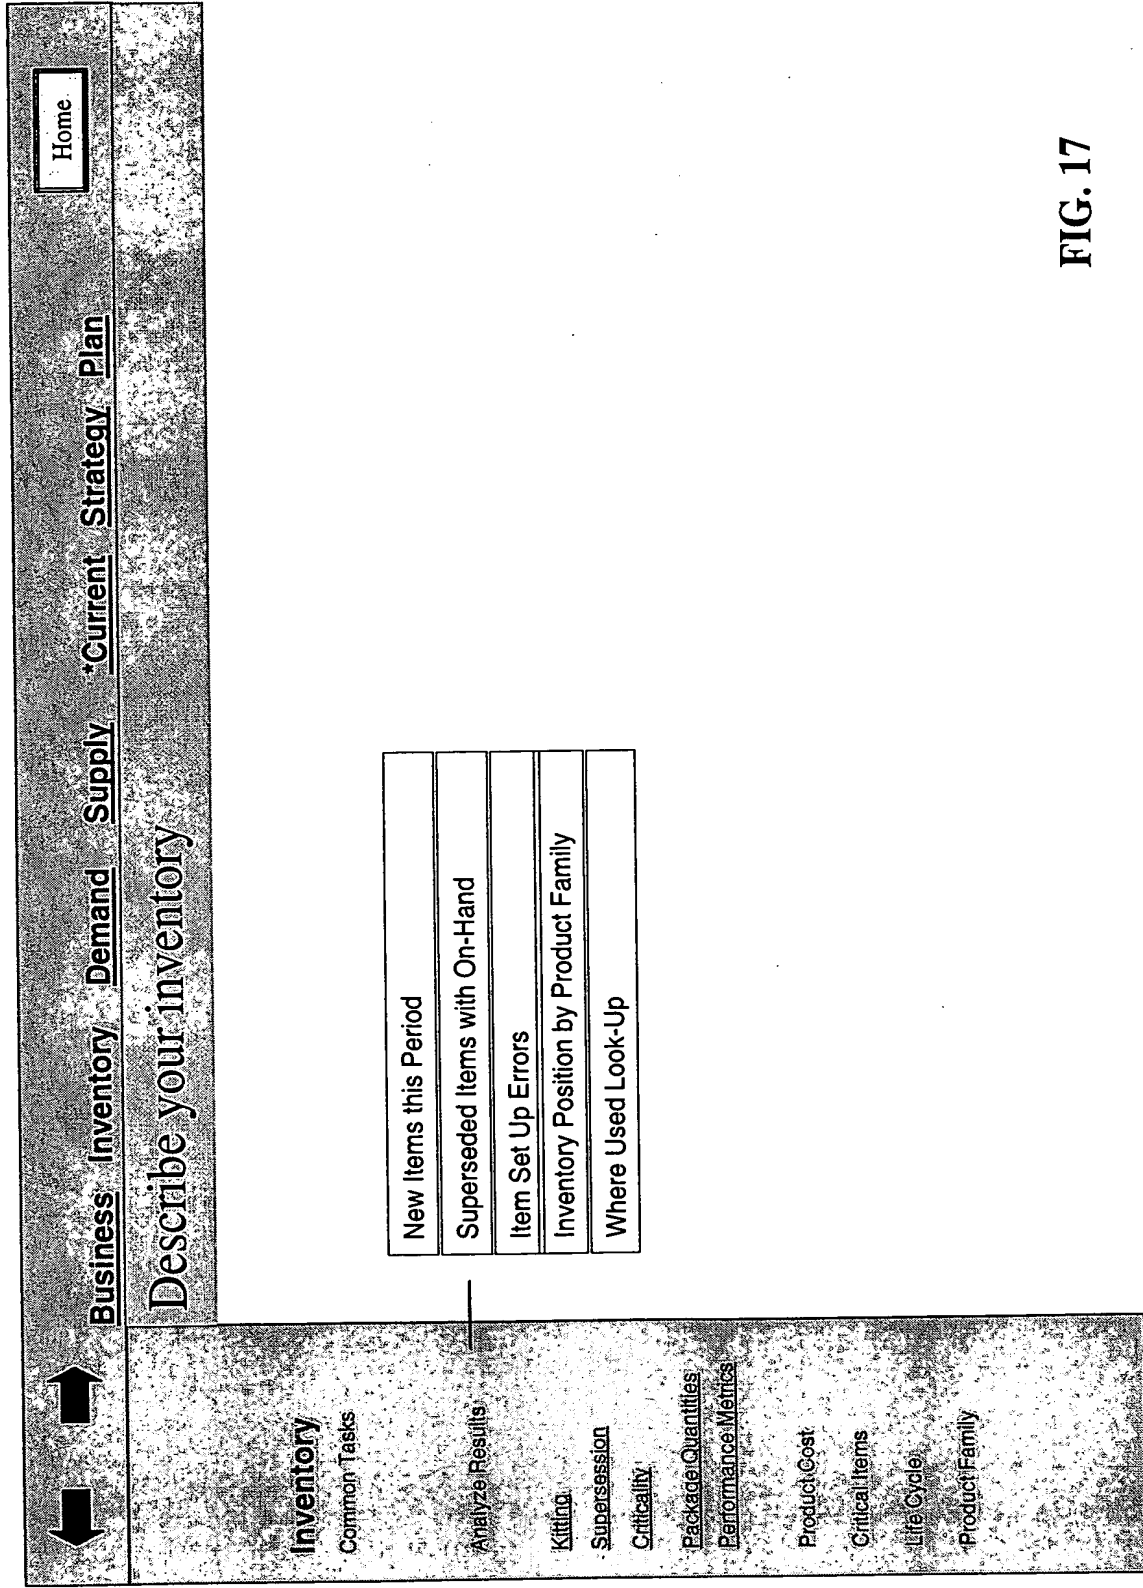 Home
Business Inventory Demand Supply *Current Strategy Plan
Describe your inventory
Inventory
Common Tasks
Analyze Results
Kitting
Supersession
Criticality
Package Quantities
Performance Metrics
Product Cost
Critical Items
Life Cycle
Product Family
New Items this Period
Superseded Items with On-Hand
Item Set Up Errors
Inventory Position by Product Family
Where Used Look-Up
FIG. 17